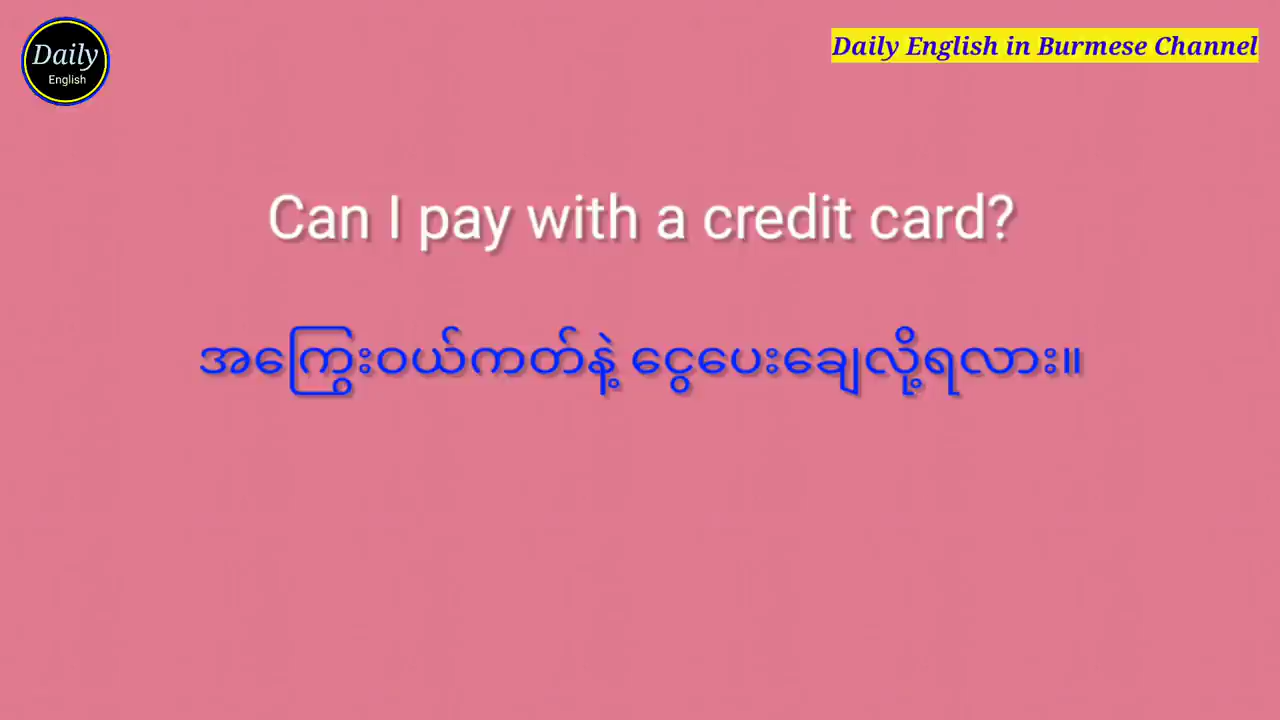 Daily
English
Daily English in Burmese Channel
Can I pay with a credit card?
အကြွေးဝယ်ကတ်နဲ့ ငွေပေးချေလို့ရလား။